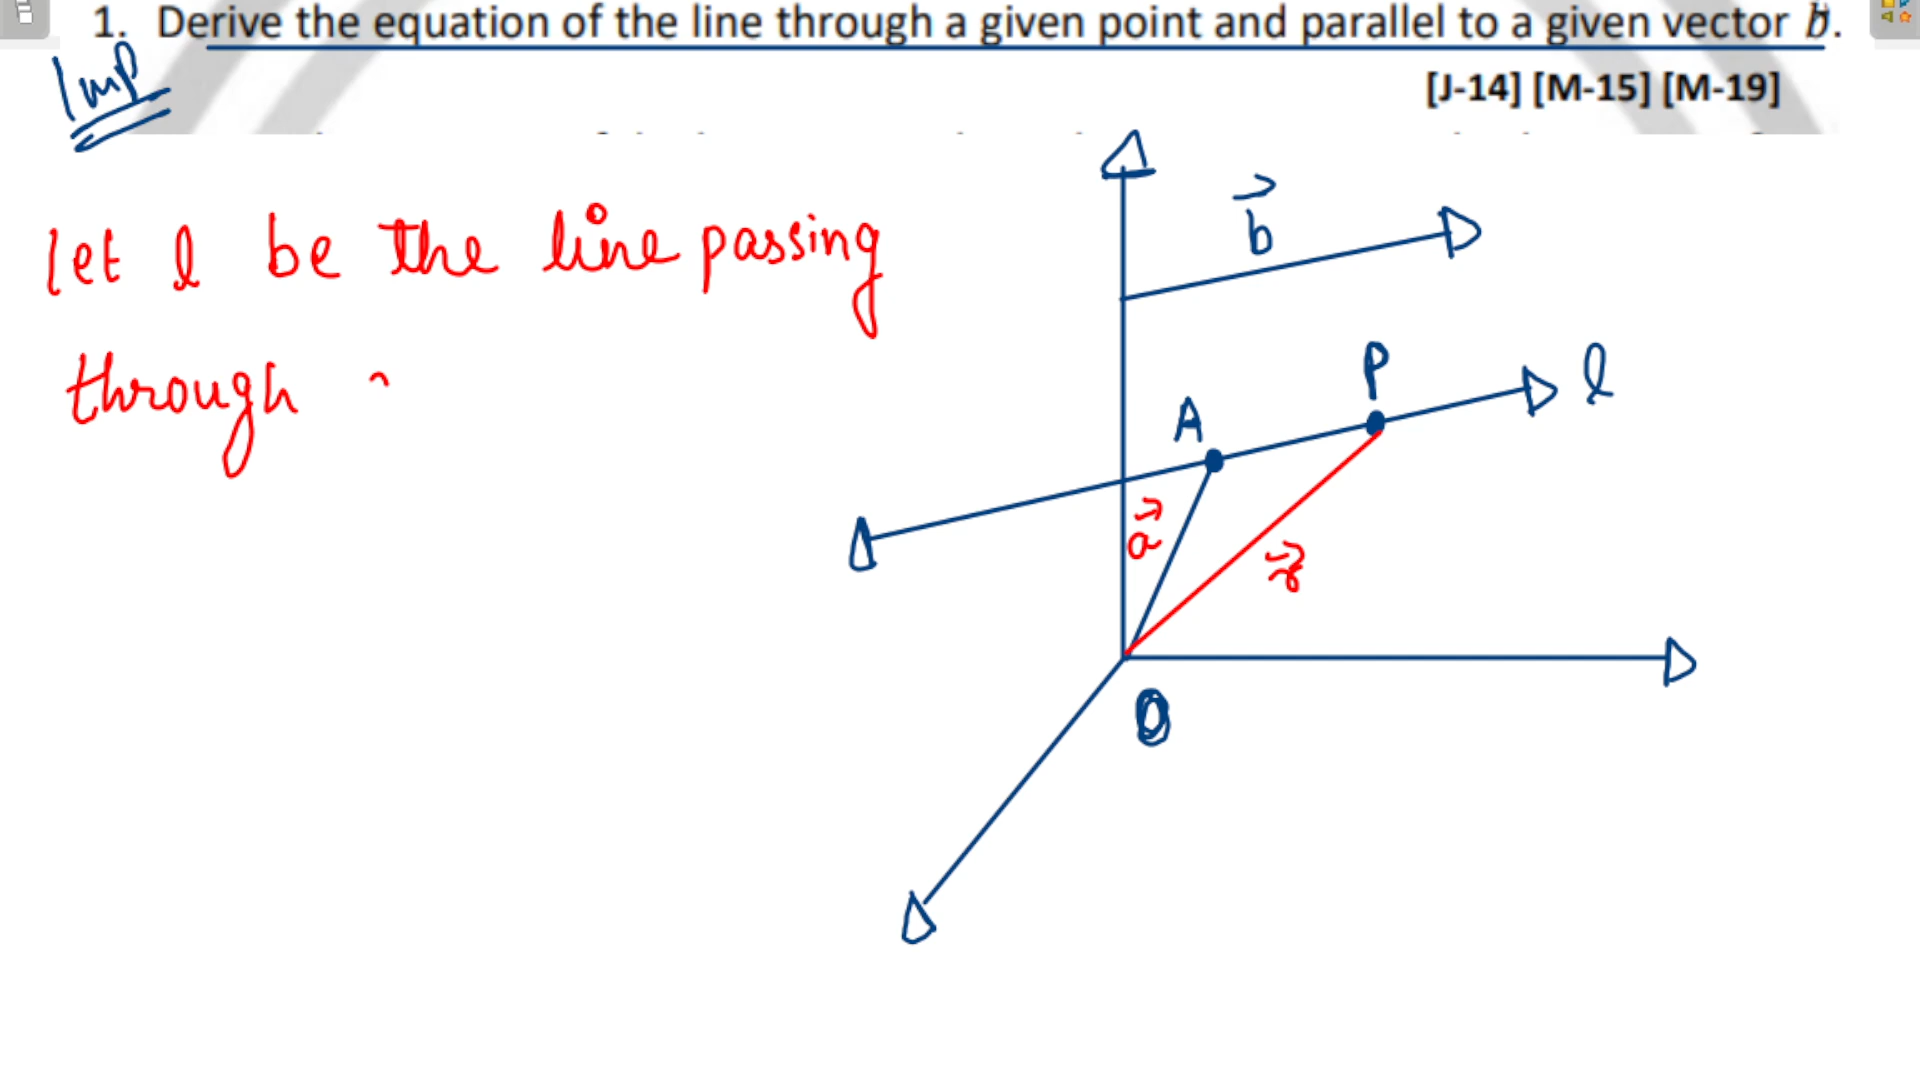 1. Derive the equation of the line through a given point and parallel to a given vector b⃗.
[J-14] [M-15] [M-19]
Imp
let l be the line passing
through
b⃗
P
l
A
a⃗
r⃗
O